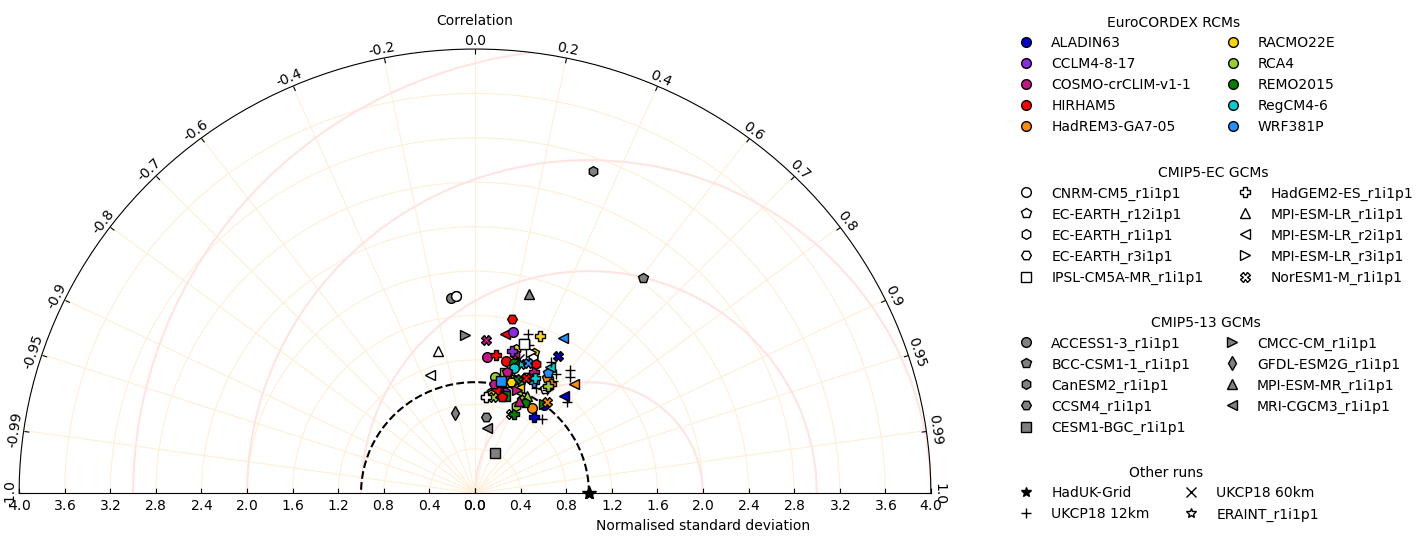 Correlation
0.0
-0.2
0.2
-0.4
0.4
-0.6
0.6
-0.7
0.7
-0.8
0.8
-0.9
0.9
-0.95
0.95
-0.99
0.99
1.0
1.0
4.0 3.6 3.2 2.8 2.4 2.0 1.6 1.2 0.8 0.4 0.0 0.4 0.8 1.2 1.6 2.0 2.4 2.8 3.2 3.6 4.0
Normalised standard deviation
EuroCORDEX RCMs
ALADIN63 RACMO22E
CCLM4-8-17 RCA4
COSMO-crCLIM-v1-1 REMO2015
HIRHAM5 RegCM4-6
HadREM3-GA7-05 WRF381P
CMIP5-EC GCMs
CNRM-CM5_r1i1p1 HadGEM2-ES_r1i1p1
EC-EARTH_r12i1p1 MPI-ESM-LR_r1i1p1
EC-EARTH_r1i1p1 MPI-ESM-LR_r2i1p1
EC-EARTH_r3i1p1 MPI-ESM-LR_r3i1p1
IPSL-CM5A-MR_r1i1p1 NorESM1-M_r1i1p1
CMIP5-13 GCMs
ACCESS1-3_r1i1p1 CMCC-CM_r1i1p1
BCC-CSM1-1_r1i1p1 GFDL-ESM2G_r1i1p1
CanESM2_r1i1p1 MPI-ESM-MR_r1i1p1
CCSM4_r1i1p1 MRI-CGCM3_r1i1p1
CESM1-BGC_r1i1p1
Other runs
HadUK-Grid UKCP18 60km
UKCP18 12km ERAINT_r1i1p1